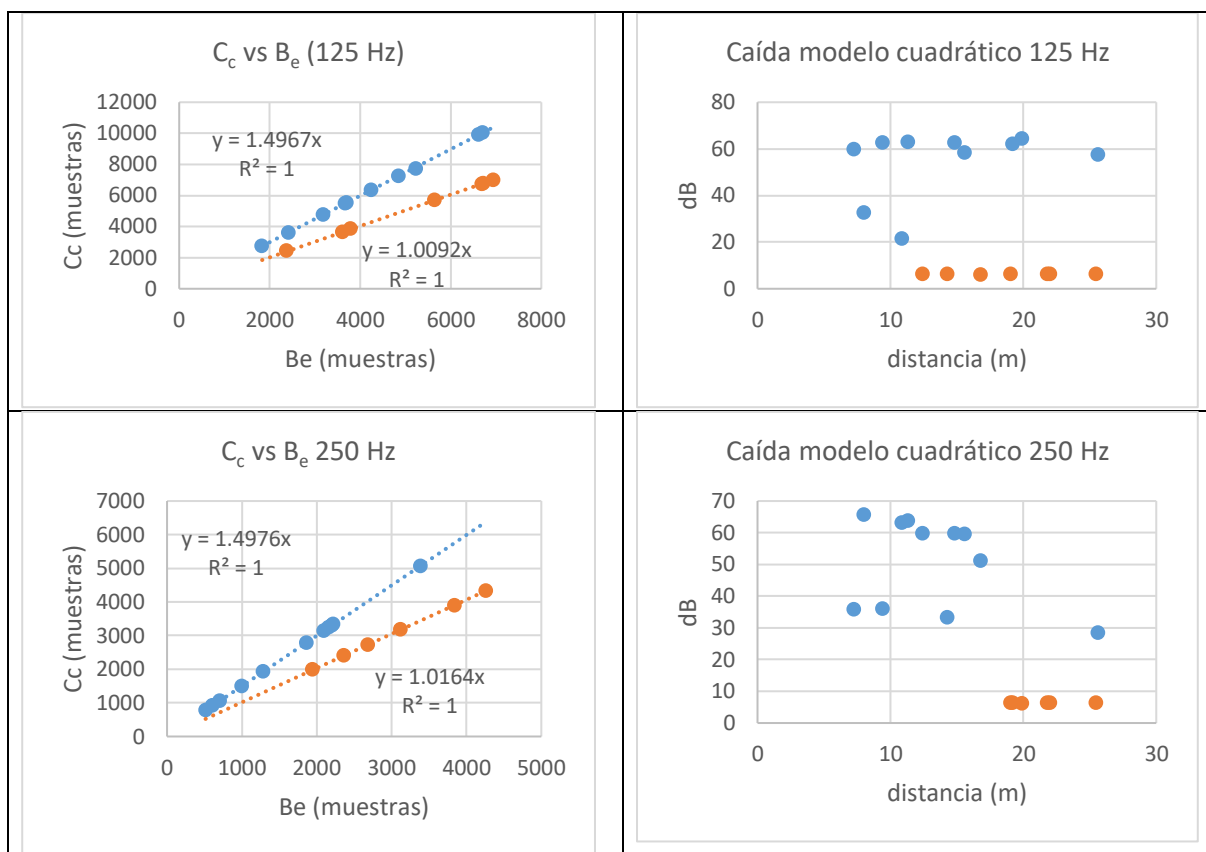 C_c vs B_e (125 Hz)
12000
10000
8000
6000
4000
2000
0
Cc (muestras)
y = 1.4967x
R² = 1
y = 1.0092x
R² = 1
0 2000 4000 6000 8000
Be (muestras)
Caída modelo cuadrático 125 Hz
80
60
40
20
0
dB
0 10 20 30
distancia (m)
C_c vs B_e 250 Hz
7000
6000
5000
4000
3000
2000
1000
0
Cc (muestras)
y = 1.4976x
R² = 1
y = 1.0164x
R² = 1
0 1000 2000 3000 4000 5000
Be (muestras)
Caída modelo cuadrático 250 Hz
70
60
50
40
30
20
10
0
dB
0 10 20 30
distancia (m)